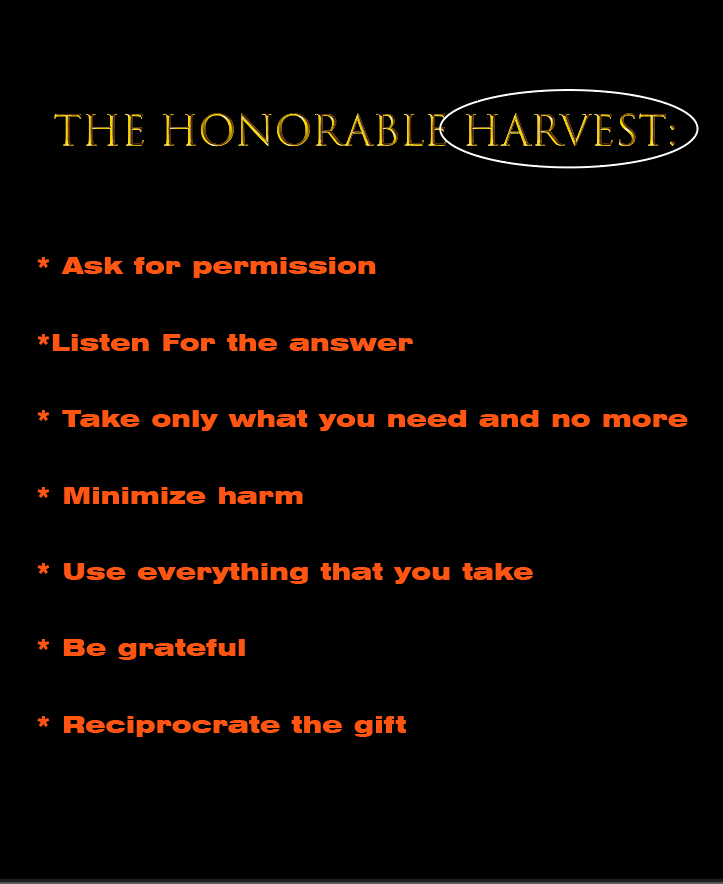 THE HONORABLE HARVEST:
* Ask for permission
*Listen For the answer
* Take only what you need and no more
* Minimize harm
* Use everything that you take
* Be grateful
* Reciprocrate the gift